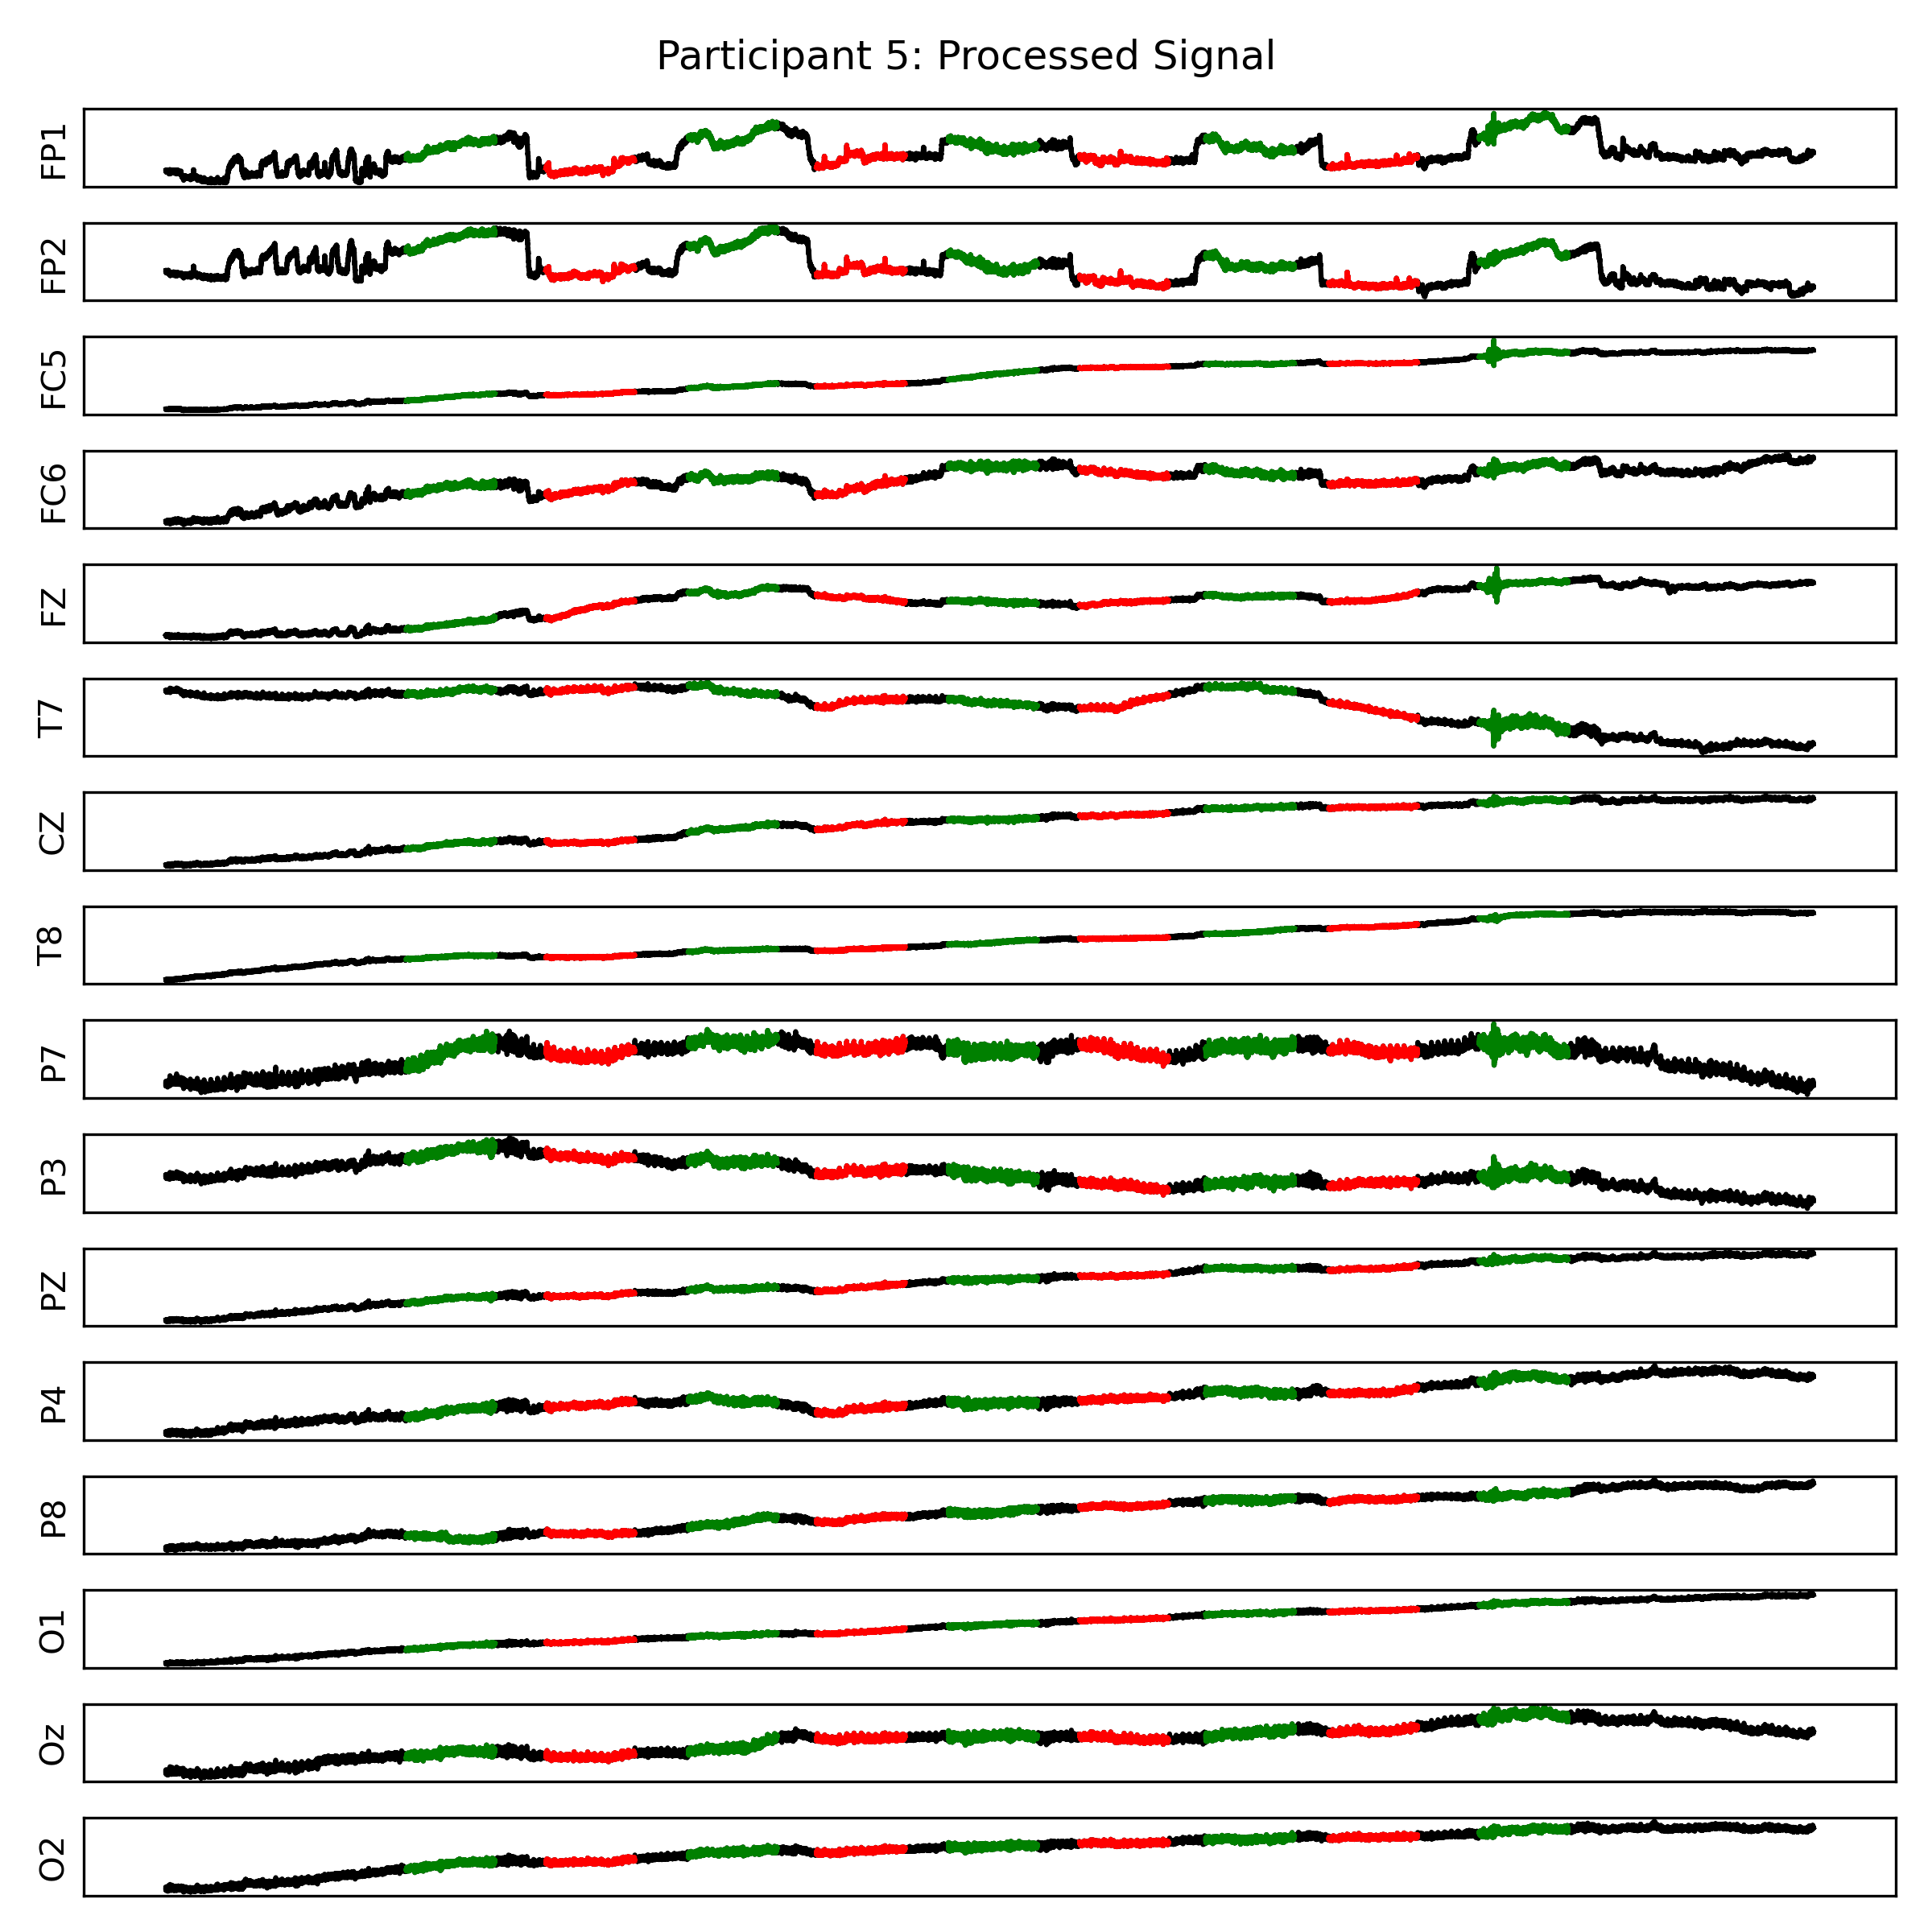 Participant 5: Processed Signal
FP1
FP2
FC5
FC6
FZ
T7
CZ
T8
P7
P3
PZ
P4
P8
O1
Oz
O2